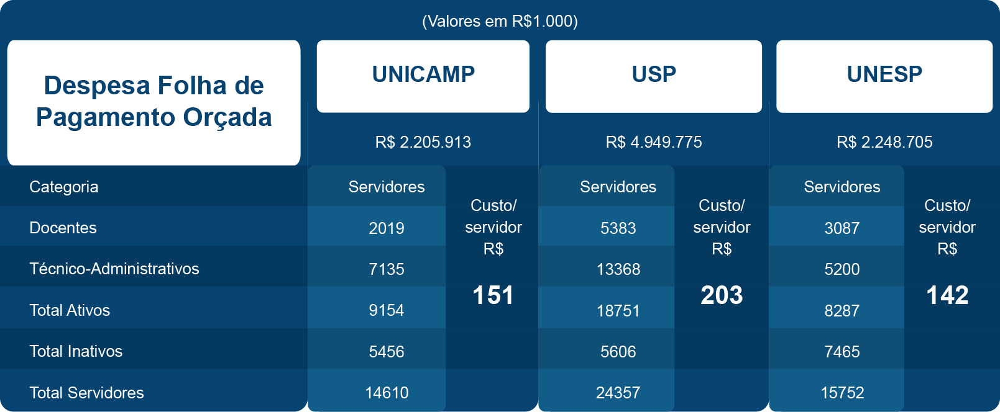 (Valores em R$1.000)
Despesa Folha de
Pagamento Orçada
UNICAMP
USP
UNESP
R$ 2.205.913
R$ 4.949.775
R$ 2.248.705
Categoria
Servidores
Custo/
servidor
R$
151
Servidores
Custo/
servidor
R$
203
Servidores
Custo/
servidor
R$
142
Docentes
2019
5383
3087
Técnico-Administrativos
7135
13368
5200
Total Ativos
9154
18751
8287
Total Inativos
5456
5606
7465
Total Servidores
14610
24357
15752